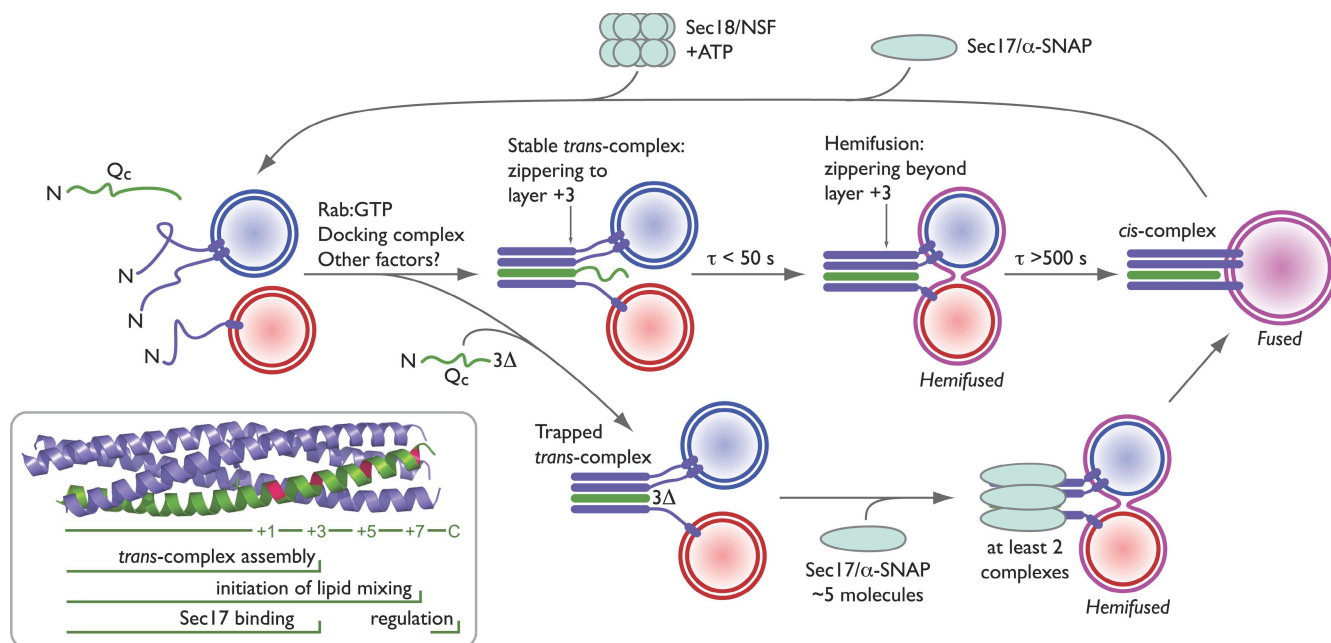 Sec18/NSF
+ATP
Sec17/α-SNAP
Qc
N
N
N
N
Rab:GTP
Docking complex
Other factors?
Stable trans-complex:
zippering to
layer +3
τ < 50 s
Hemifusion:
zippering beyond
layer +3
Hemifused
τ >500 s
cis-complex
Fused
N
Qc
3Δ
Trapped
trans-complex
3Δ
Sec17/α-SNAP
~5 molecules
at least 2
complexes
Hemifused
+1 +3 +5 +7 C
trans-complex assembly
initiation of lipid mixing
Sec17 binding regulation